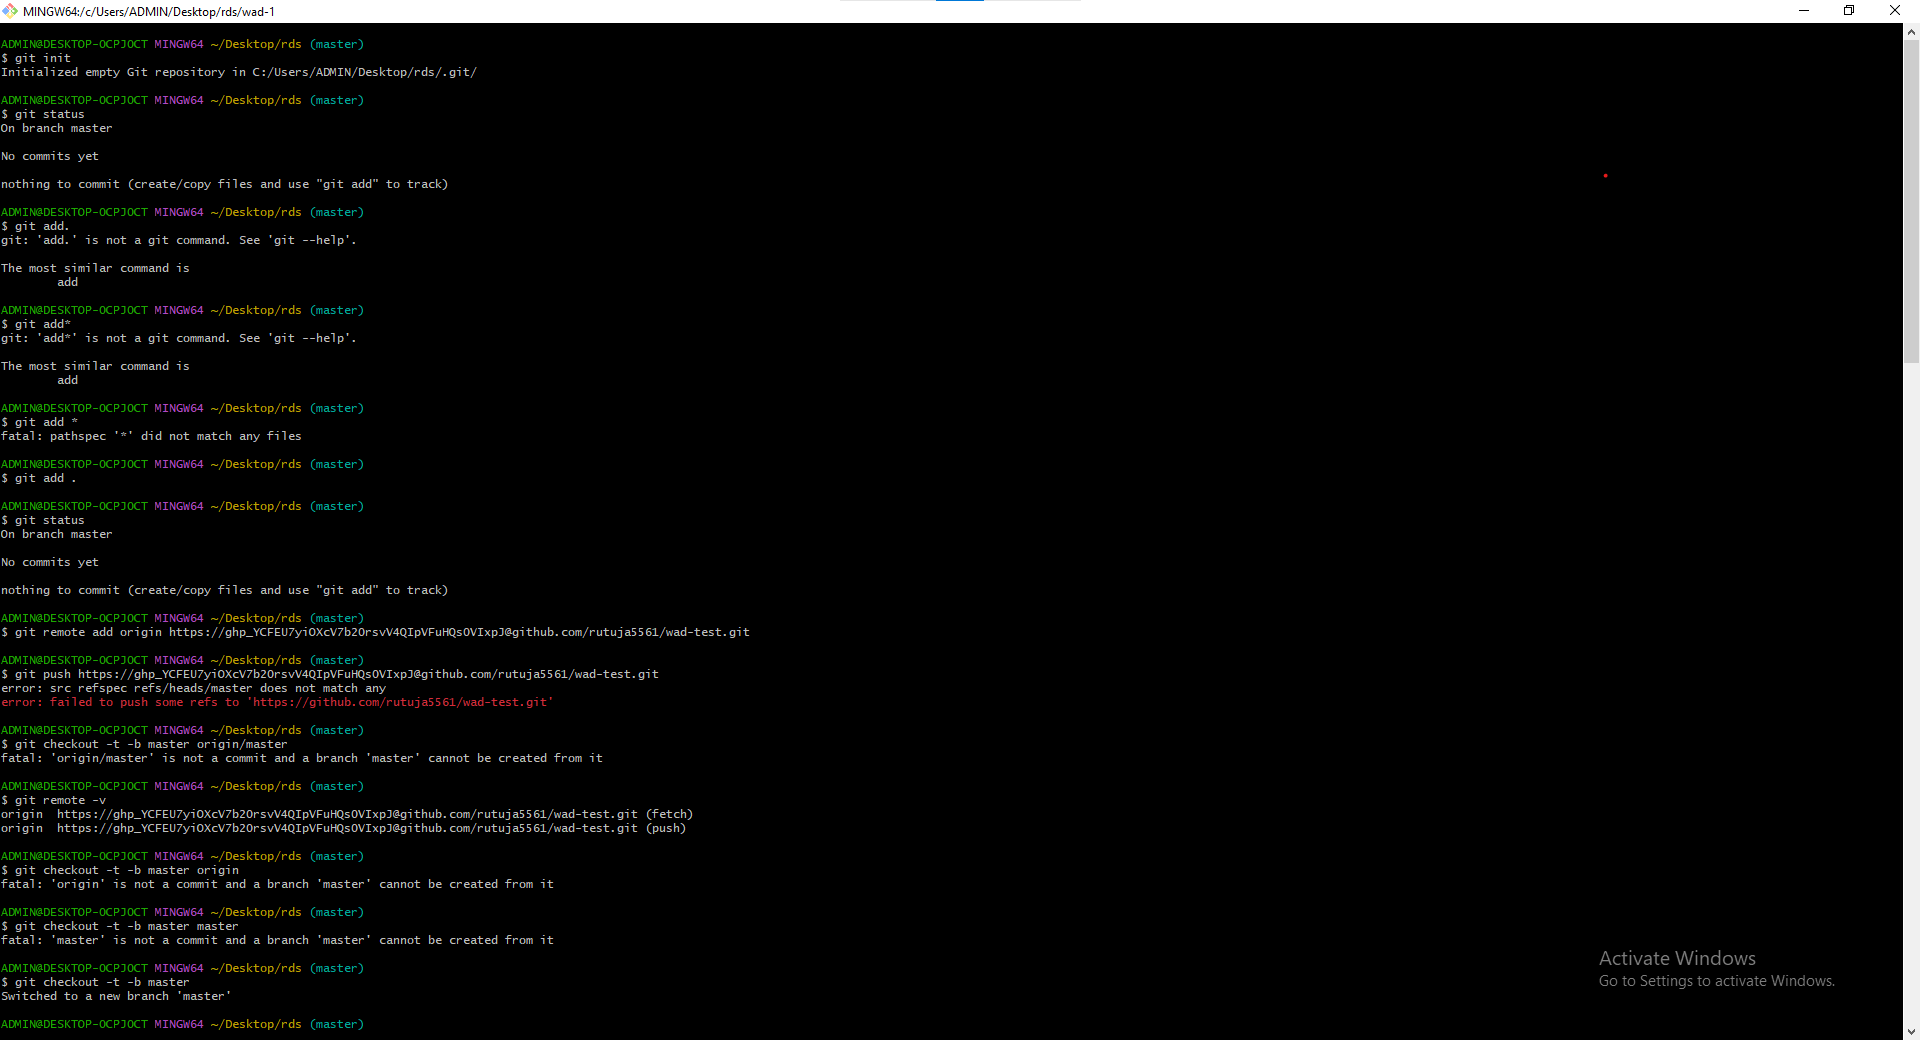 MINGW64:/c/Users/ADMIN/Desktop/rds/wad-1
ADMIN@DESKTOP-OCPJOCT MINGW64 ~/Desktop/rds (master)
$ git init
Initialized empty Git repository in C:/Users/ADMIN/Desktop/rds/.git/
ADMIN@DESKTOP-OCPJOCT MINGW64 ~/Desktop/rds (master)
$ git status
On branch master
No commits yet
nothing to commit (create/copy files and use "git add" to track)
ADMIN@DESKTOP-OCPJOCT MINGW64 ~/Desktop/rds (master)
$ git add.
git: 'add.' is not a git command. See 'git --help'.
The most similar command is
add
ADMIN@DESKTOP-OCPJOCT MINGW64 ~/Desktop/rds (master)
$ git add*
git: 'add*' is not a git command. See 'git --help'.
The most similar command is
add
ADMIN@DESKTOP-OCPJOCT MINGW64 ~/Desktop/rds (master)
$ git add *
fatal: pathspec '*' did not match any files
ADMIN@DESKTOP-OCPJOCT MINGW64 ~/Desktop/rds (master)
$ git add .
ADMIN@DESKTOP-OCPJOCT MINGW64 ~/Desktop/rds (master)
$ git status
On branch master
No commits yet
nothing to commit (create/copy files and use "git add" to track)
ADMIN@DESKTOP-OCPJOCT MINGW64 ~/Desktop/rds (master)
$ git remote add origin https://@github.com/rutuja5561/wad-test.git
ADMIN@DESKTOP-OCPJOCT MINGW64 ~/Desktop/rds (master)
$ git push https://@github.com/rutuja5561/wad-test.git
error: src refspec refs/heads/master does not match any
error: failed to push some refs to 'https://github.com/rutuja5561/wad-test.git'
ADMIN@DESKTOP-OCPJOCT MINGW64 ~/Desktop/rds (master)
$ git checkout -t -b master origin/master
fatal: 'origin/master' is not a commit and a branch 'master' cannot be created from it
ADMIN@DESKTOP-OCPJOCT MINGW64 ~/Desktop/rds (master)
$ git remote -v
origin https://@github.com/rutuja5561/wad-test.git (fetch)
origin https://@github.com/rutuja5561/wad-test.git (push)
ADMIN@DESKTOP-OCPJOCT MINGW64 ~/Desktop/rds (master)
$ git checkout -t -b master origin
fatal: 'origin' is not a commit and a branch 'master' cannot be created from it
ADMIN@DESKTOP-OCPJOCT MINGW64 ~/Desktop/rds (master)
$ git checkout -t -b master master
fatal: 'master' is not a commit and a branch 'master' cannot be created from it
ADMIN@DESKTOP-OCPJOCT MINGW64 ~/Desktop/rds (master)
$ git checkout -t -b master
Switched to a new branch 'master'
ADMIN@DESKTOP-OCPJOCT MINGW64 ~/Desktop/rds (master)
Activate Windows
Go to Settings to activate Windows.